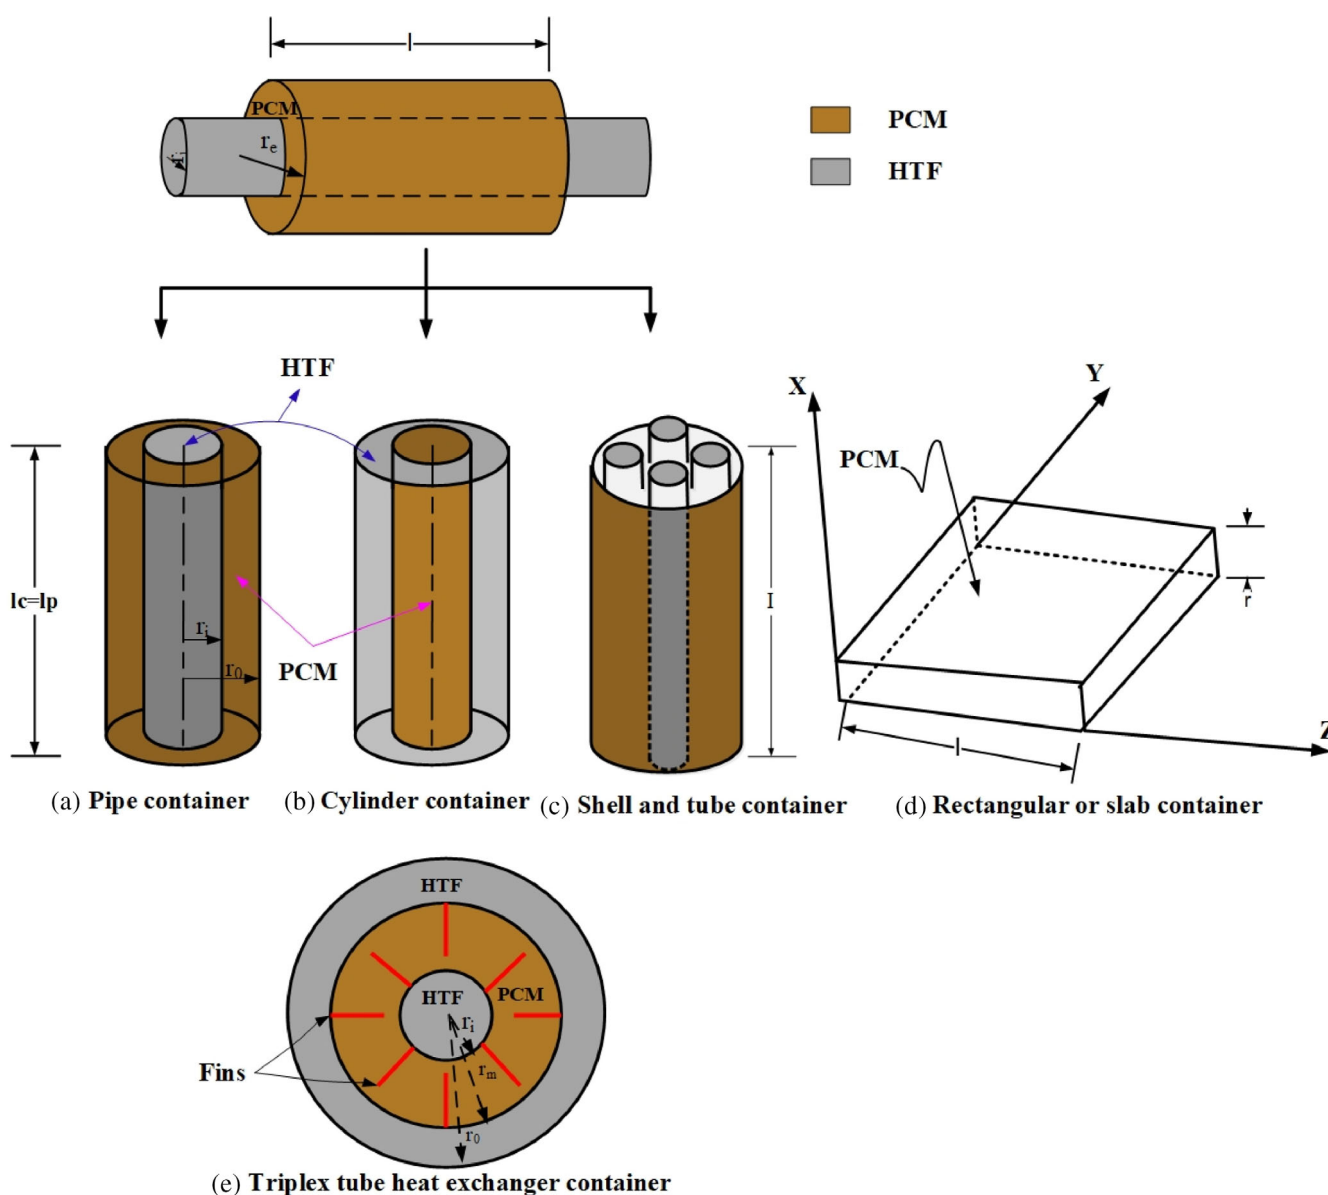 l
PCM
r_e
r_i
PCM
HTF
HTF
X
Y
PCM
lc=lp
r_i
r_0
PCM
I
r
l
Z
(a) Pipe container
(b) Cylinder container
(c) Shell and tube container
(d) Rectangular or slab container
HTF
HTF
PCM
r_i
r_m
r_0
Fins
(e) Triplex tube heat exchanger container